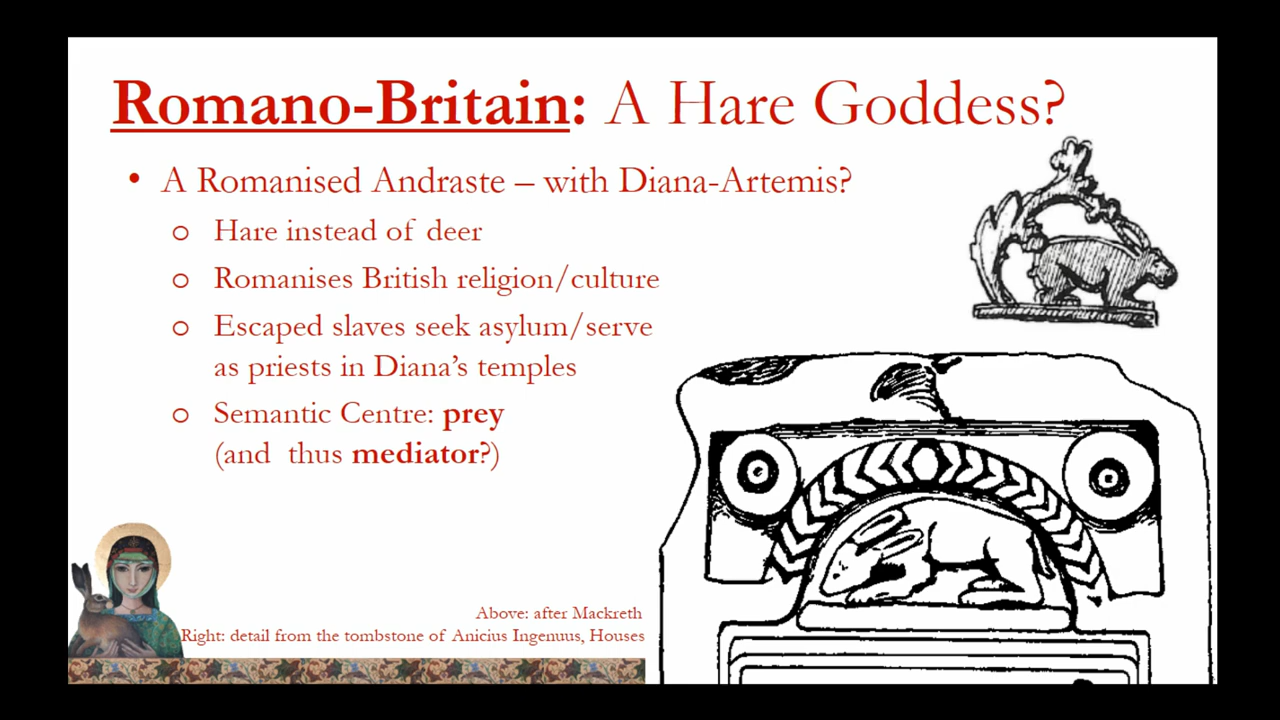 Romano-Britain: A Hare Goddess?
• A Romanised Andraste – with Diana-Artemis?
o Hare instead of deer
o Romanises British religion/culture
o Escaped slaves seek asylum/serve
as priests in Diana’s temples
o Semantic Centre: prey
(and thus mediator?)
Above: after Mackreth
Right: detail from the tombstone of Anicius Ingenuus, Houses